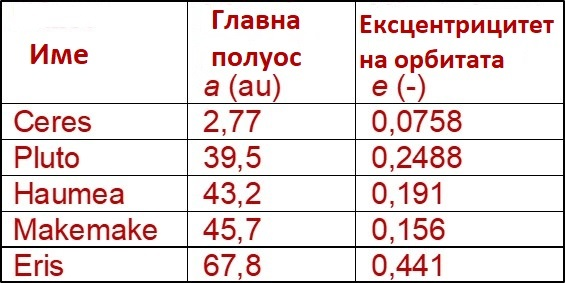 Име Главна полуос a (au) Ексцентрицитет на орбитата e (-)
Ceres 2,77 0,0758
Pluto 39,5 0,2488
Haumea 43,2 0,191
Makemake 45,7 0,156
Eris 67,8 0,441